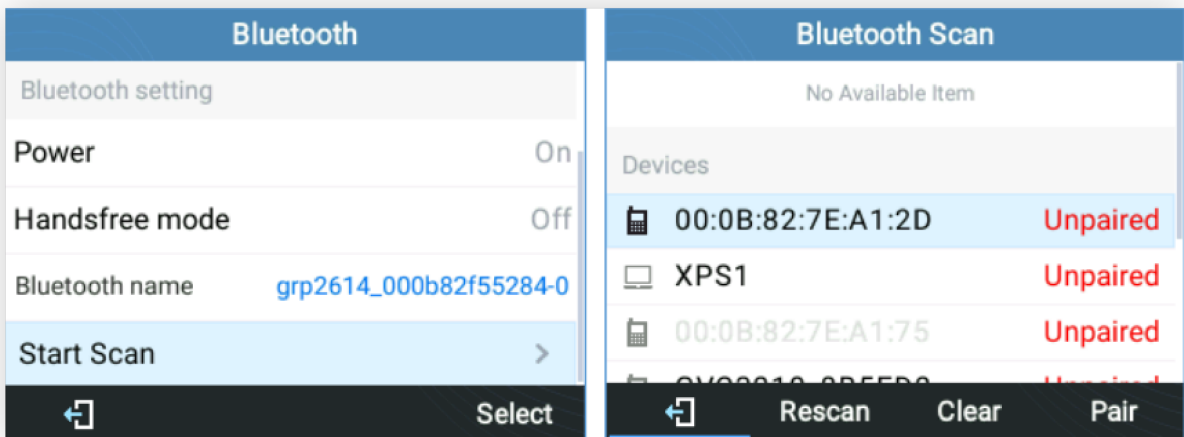 Bluetooth
Bluetooth setting
Power On
Handsfree mode Off
Bluetooth name grp2614_000b82f55284-0
Start Scan
Select
Bluetooth Scan
No Available Item
Devices
00:0B:82:7E:A1:2D Unpaired
XPS1 Unpaired
00:0B:82:7E:A1:75 Unpaired
Rescan Clear Pair